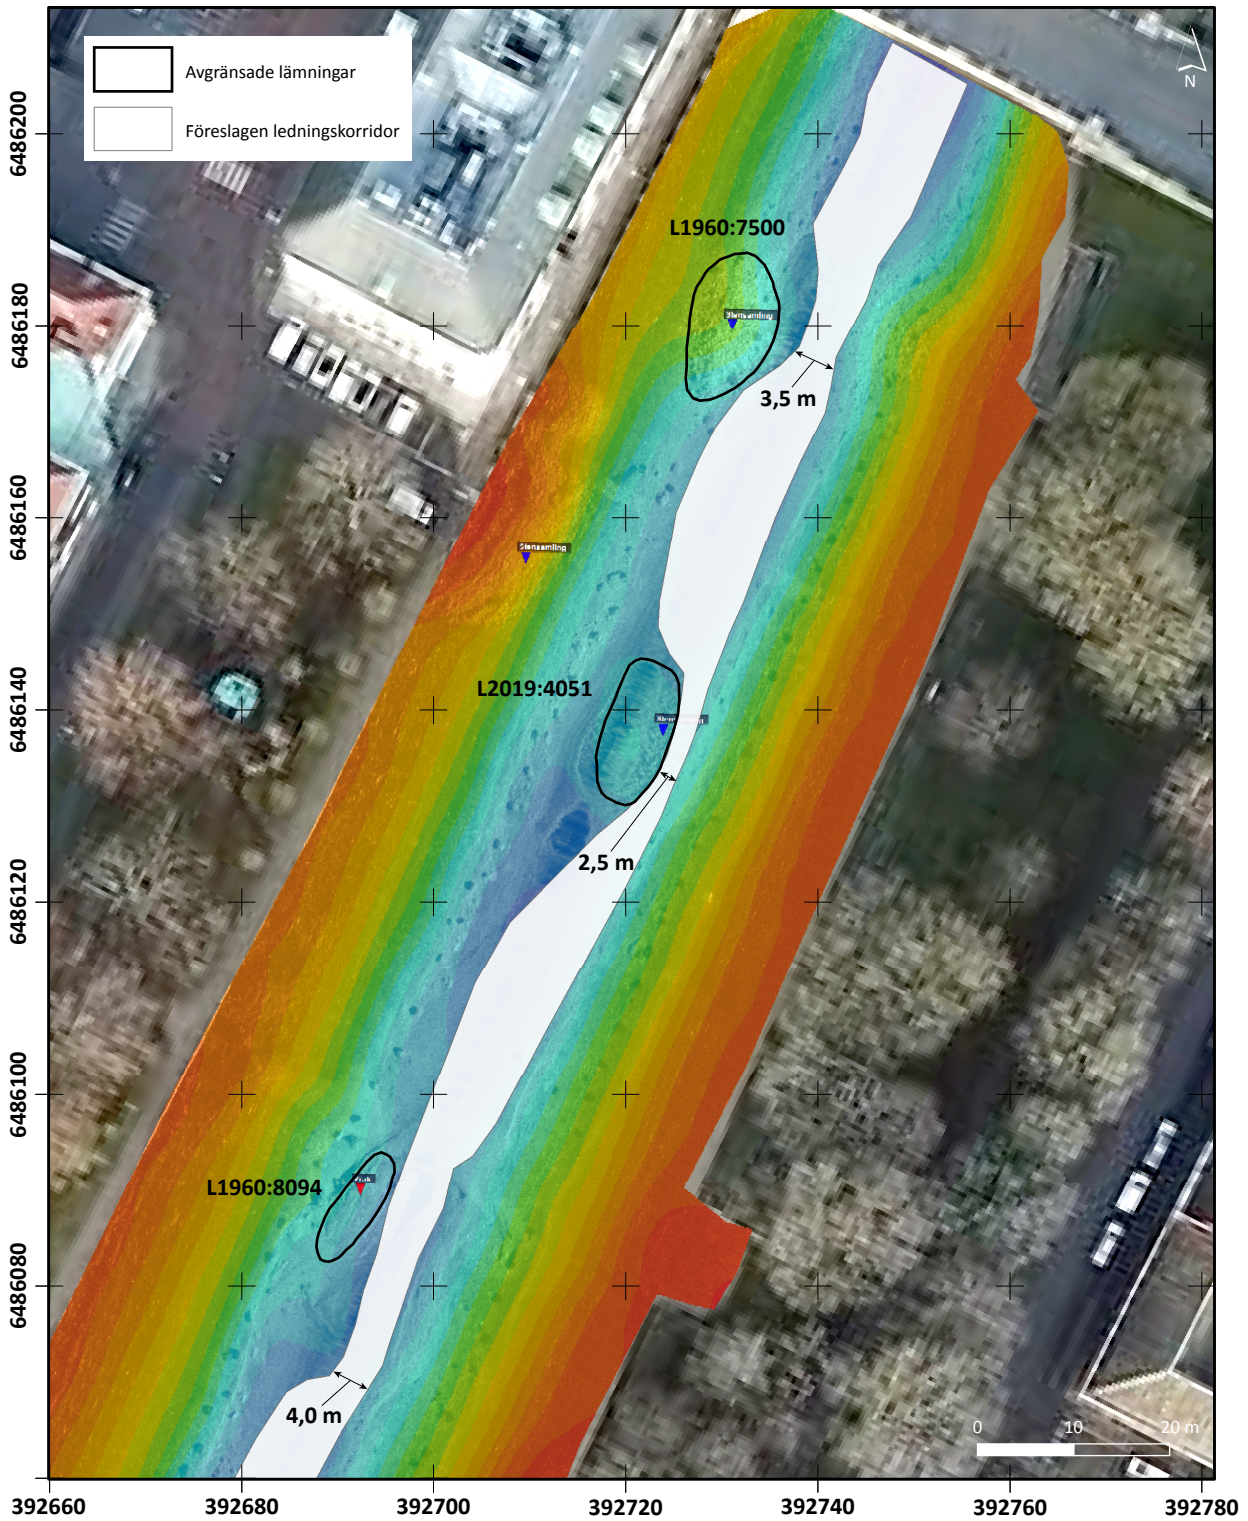 Avgränsade lämningar
Föreslagen ledningskorridor
N
6486200
6486180
6486160
6486140
6486120
6486100
6486080
L1960:7500
Stensamling
3,5 m
Stensamling
L2019:4051
2,5 m
L1960:8094
Vrak
4,0 m
0 10 20 m
392660 392680 392700 392720 392740 392760 392780